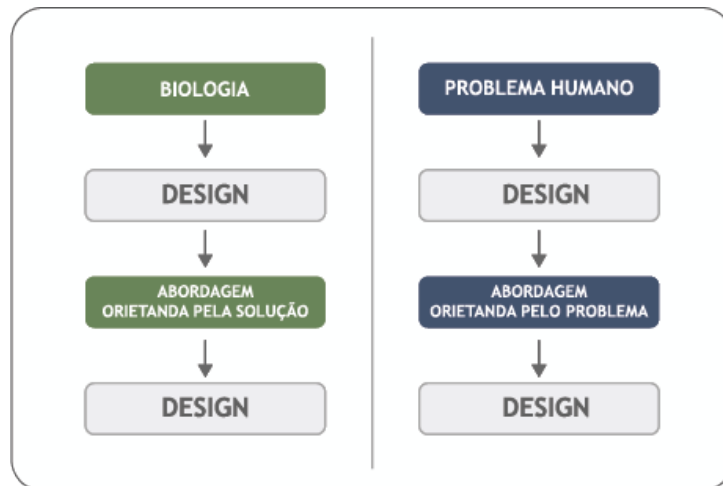 BIOLOGIA
DESIGN
ABORDAGEM
ORIETANDA PELA SOLUÇÃO
DESIGN
PROBLEMA HUMANO
DESIGN
ABORDAGEM
ORIETANDA PELO PROBLEMA
DESIGN